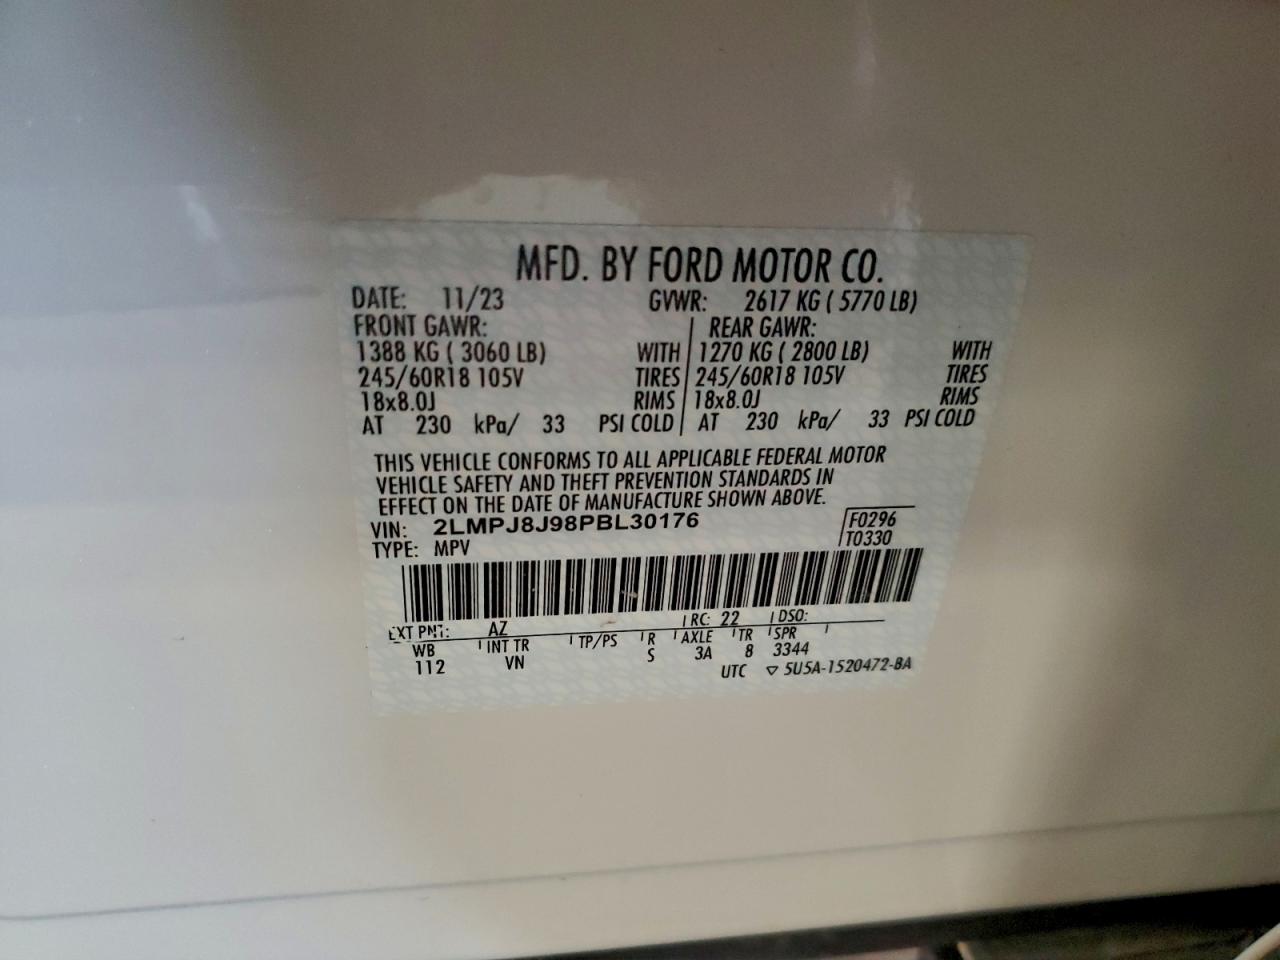 MFD. BY FORD MOTOR CO.
DATE: 11/23 GVWR: 2617 KG ( 5770 LB)
FRONT GAWR: REAR GAWR:
1388 KG ( 3060 LB) WITH 1270 KG ( 2800 LB) WITH
245/60R18 105V TIRES 245/60R18 105V TIRES
18x8.0J RIMS 18x8.0J RIMS
AT 230 kPa/ 33 PSI COLD AT 230 kPa/ 33 PSI COLD
THIS VEHICLE CONFORMS TO ALL APPLICABLE FEDERAL MOTOR
VEHICLE SAFETY AND THEFT PREVENTION STANDARDS IN
EFFECT ON THE DATE OF MANUFACTURE SHOWN ABOVE.
VIN: 2LMPJ8J98PBL30176 F0296
TYPE: MPV T0330
EXT PNT: AZ RC: 22 DSO:
WB INT TR TP/PS R AXLE TR SPR
112 VN S 3A 8 3344
UTC ▽ 5U5A-1520472-BA